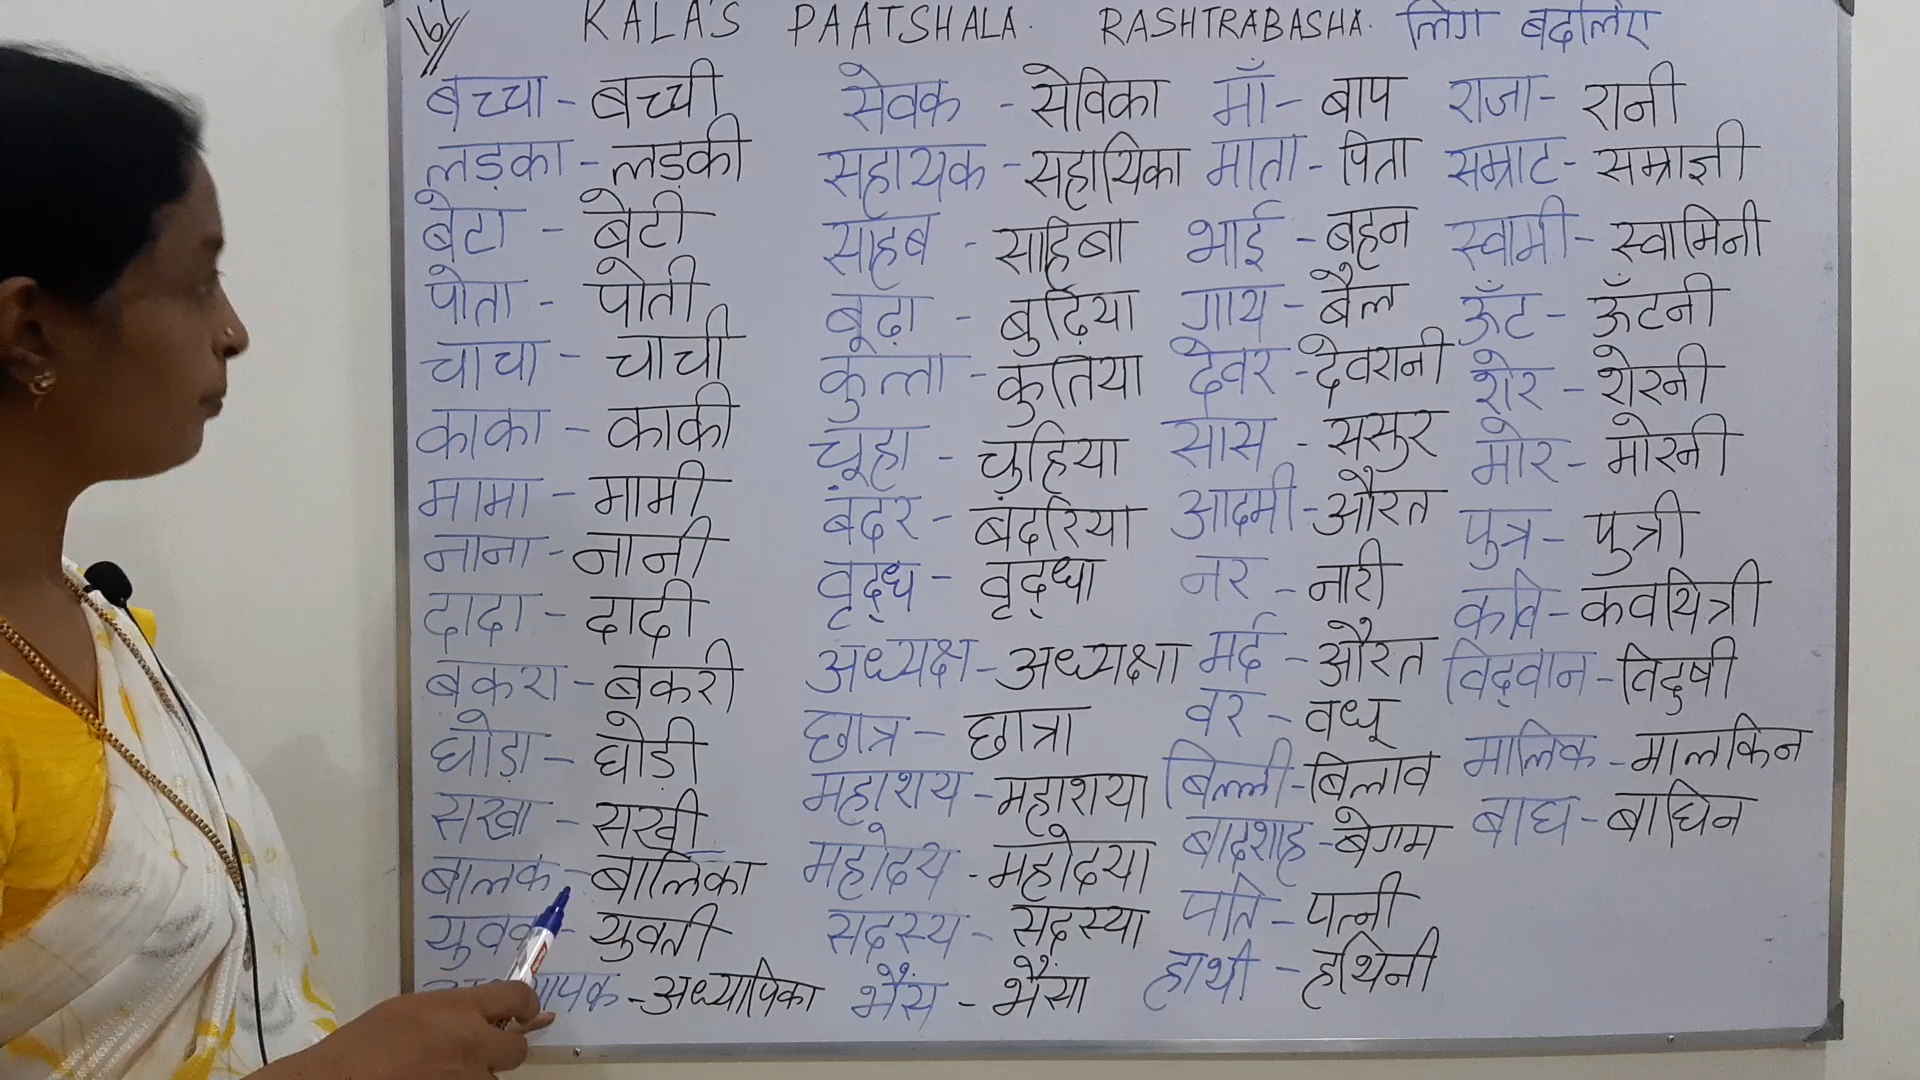 16 KALA'S PAATSHALA. RASHTRABASHA. लिंग बदलिए
बच्चा - बच्ची
लड़का - लड़की
बेटा - बेटी
पोता - पोती
चाचा - चाची
काका - काकी
मामा - मामी
नाना - नानी
दादा - दादी
बकरा - बकरी
घोड़ा - घोड़ी
सखा - सखी
बालक - बालिका
युवक - युवती
- अध्यापिका
सेवक - सेविका
सहायक - सहायिका
साहब - साहिबा
बूढ़ा - बुढ़िया
कुत्ता - कुतिया
चूहा - चुहिया
बंदर - बंदरिया
वृद्ध - वृद्धा
अध्यक्ष - अध्यक्षा
छात्र - छात्रा
महाशय - महाशया
महोदय - महोदया
सदस्य - सदस्या
भैंस - भैंसा
माँ - बाप
माता - पिता
भाई - बहन
गाय - बैल
देवर - देवरानी
सास - ससुर
आदमी - औरत
नर - नारी
मर्द - औरत
वर - वधू
बिल्ली - बिलाव
बादशाह - बेगम
पति - पत्नी
हाथी - हथिनी
राजा - रानी
सम्राट - सम्राज्ञी
स्वामी - स्वामिनी
ऊँट - ऊँटनी
शेर - शेरनी
मोर - मोरनी
पुत्र - पुत्री
कवि - कवयित्री
विद्वान - विदुषी
मालिक - मालकिन
बाघ - बाघिन